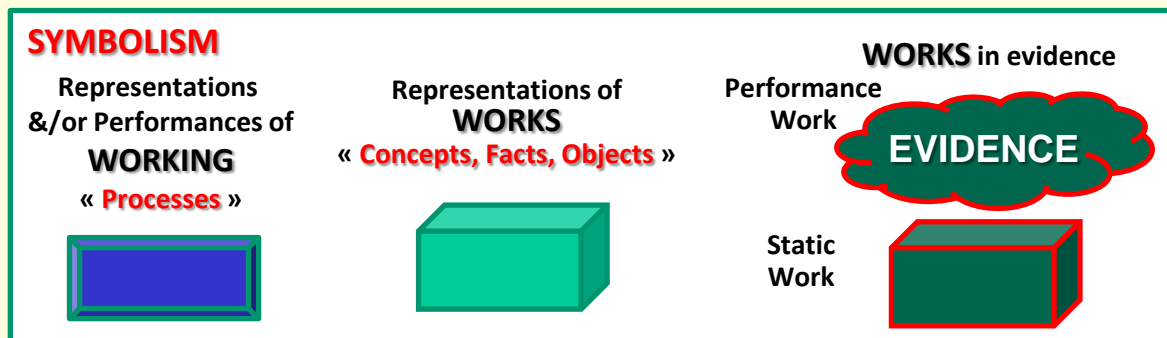 SYMBOLISM
Representations
&/or Performances of
WORKING
« Processes »
Representations of
WORKS
« Concepts, Facts, Objects »
WORKS in evidence
Performance
Work
EVIDENCE
Static
Work